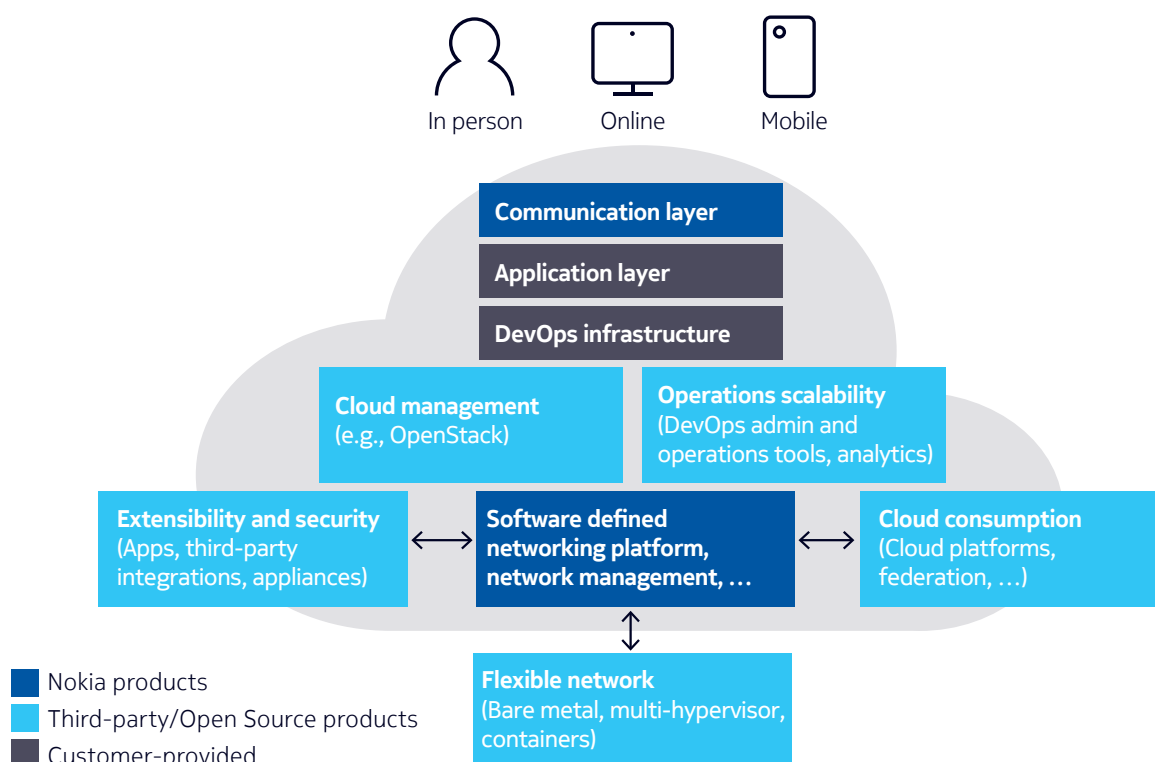 In person
Online
Mobile
Communication layer
Application layer
DevOps infrastructure
Cloud management
(e.g., OpenStack)
Operations scalability
(DevOps admin and
operations tools, analytics)
Extensibility and security
(Apps, third-party
integrations, appliances)
Software defined
networking platform,
network management, …
Cloud consumption
(Cloud platforms,
federation, …)
Flexible network
(Bare metal, multi-hypervisor,
containers)
Nokia products
Third-party/Open Source products
Customer-provided